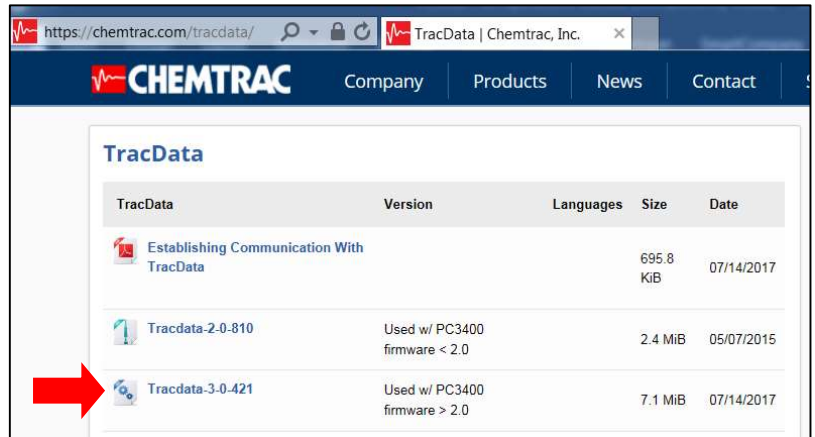 https://chemtrac.com/tracdata/
TracData | Chemtrac, Inc.
CHEMTRAC Company Products News Contact
TracData
TracData Version Languages Size Date
Establishing Communication With
TracData
695.8
KiB
07/14/2017
Tracdata-2-0-810
Used w/ PC3400
firmware < 2.0
2.4 MiB 05/07/2015
Tracdata-3-0-421
Used w/ PC3400
firmware > 2.0
7.1 MiB 07/14/2017